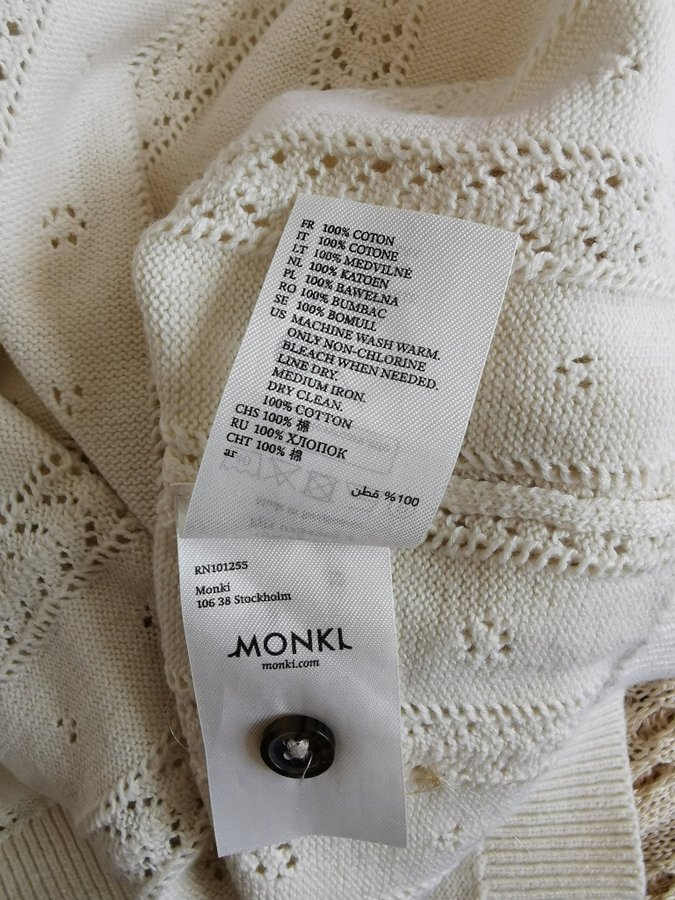 FR 100% COTON
IT 100% COTONE
LT 100% MEDVILNĖ
NL 100% KATOEN
PL 100% BAWEŁNA
RO 100% BUMBAC
SE 100% BOMULL
US MACHINE WASH WARM.
ONLY NON-CHLORINE
BLEACH WHEN NEEDED.
LINE DRY.
MEDIUM IRON.
DRY CLEAN.
100% COTTON
CHS 100% 棉
RU 100% ХЛОПОК
CHT 100% 棉
ar
100% قطن
RN101255
Monki
106 38 Stockholm
MONKI
monki.com